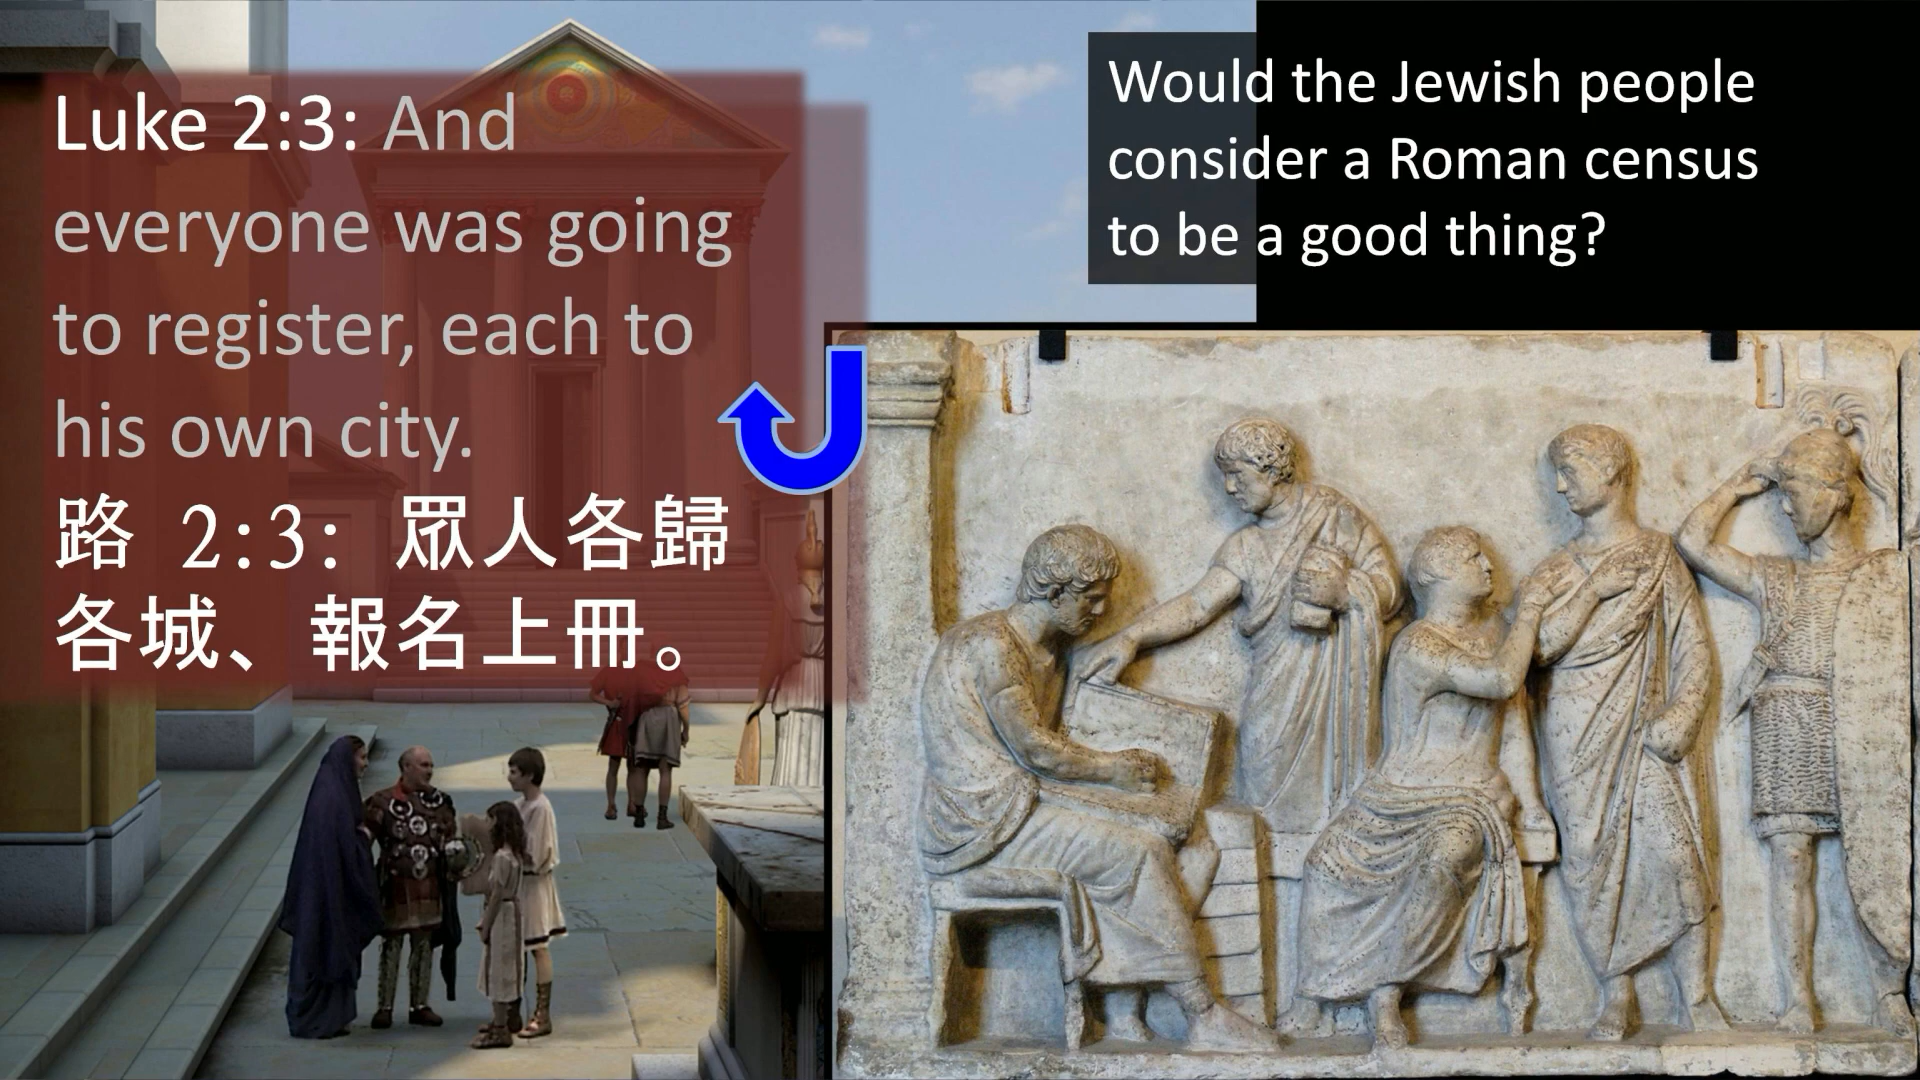 Luke 2:3: And
everyone was going
to register, each to
his own city.
路 2:3: 眾人各歸
各城、報名上冊。
Would the Jewish people
consider a Roman census
to be a good thing?